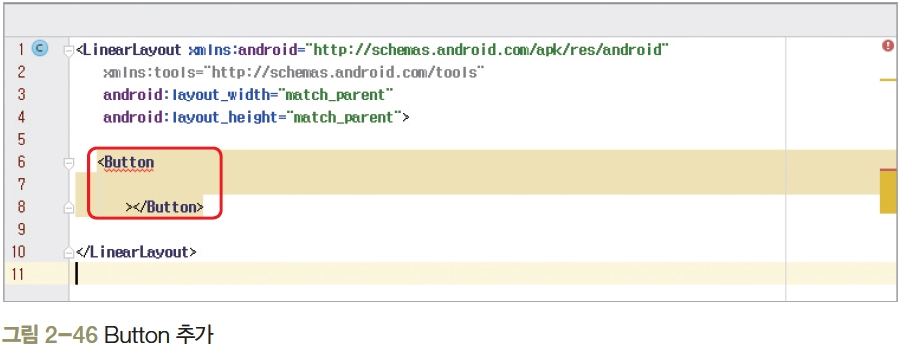 1 C <LinearLayout xmlns:android="http://schemas.android.com/apk/res/android"
2 xmlns:tools="http://schemas.android.com/tools"
3 android:layout_width="match_parent"
4 android:layout_height="match_parent">
5
6 <Button
7
8 ></Button>
9
10 </LinearLayout>
11
그림 2-46 Button 추가